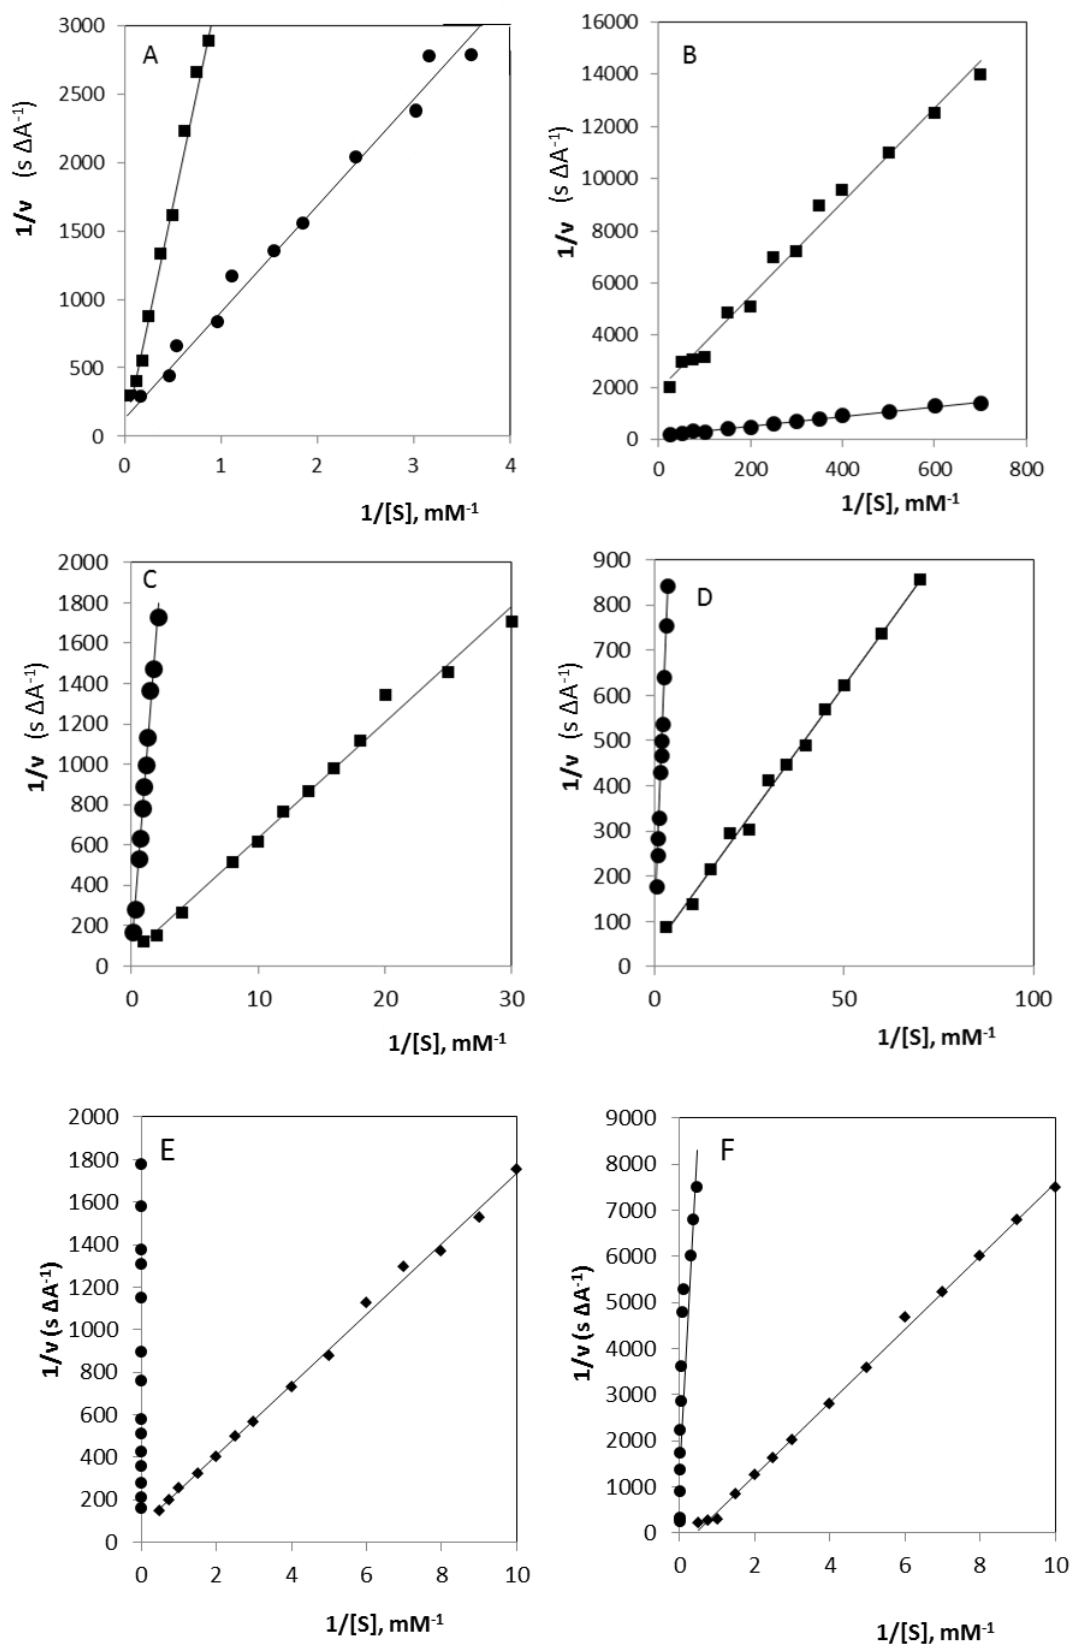 A
3000
2500
2000
1500
1000
500
0
0 1 2 3 4
1/v (s ΔA⁻¹)
1/[S], mM⁻¹
B
16000
14000
12000
10000
8000
6000
4000
2000
0
0 200 400 600 800
1/v (s ΔA⁻¹)
1/[S], mM⁻¹
C
2000
1800
1600
1400
1200
1000
800
600
400
200
0
0 10 20 30
1/v (s ΔA⁻¹)
1/[S], mM⁻¹
D
900
800
700
600
500
400
300
200
100
0
0 50 100
1/v (s ΔA⁻¹)
1/[S], mM⁻¹
E
2000
1800
1600
1400
1200
1000
800
600
400
200
0
0 2 4 6 8 10
1/v (s ΔA⁻¹)
1/[S], mM⁻¹
F
9000
8000
7000
6000
5000
4000
3000
2000
1000
0
0 2 4 6 8 10
1/v (s ΔA⁻¹)
1/[S], mM⁻¹